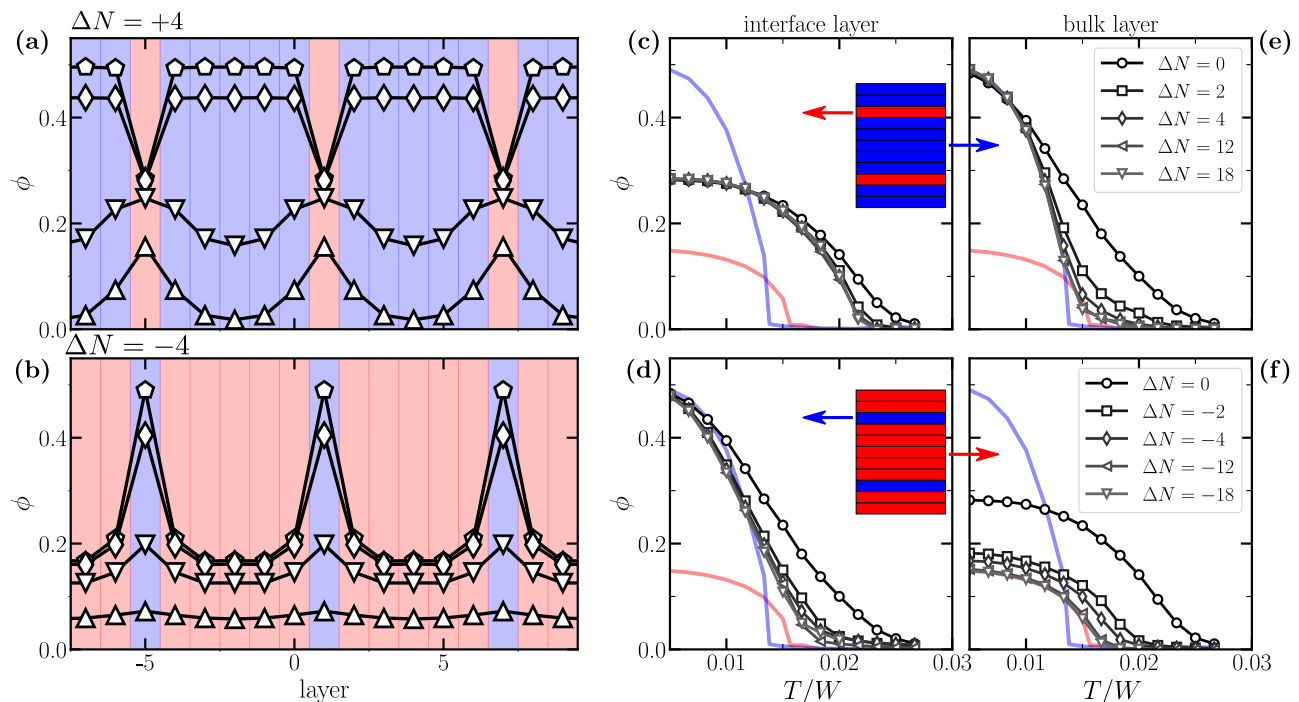 ΔN = +4
interface layer
bulk layer
(a)
(c)
(e)
ϕ
0.4
0.2
0.0
ϕ
0.4
0.2
0.0
ΔN = 0
ΔN = 2
ΔN = 4
ΔN = 12
ΔN = 18
ΔN = −4
(b)
(d)
(f)
ϕ
0.4
0.2
0.0
ϕ
0.4
0.2
0.0
ΔN = 0
ΔN = −2
ΔN = −4
ΔN = −12
ΔN = −18
-5
0
5
0.01
0.02
0.03
0.01
0.02
0.03
layer
T/W
T/W